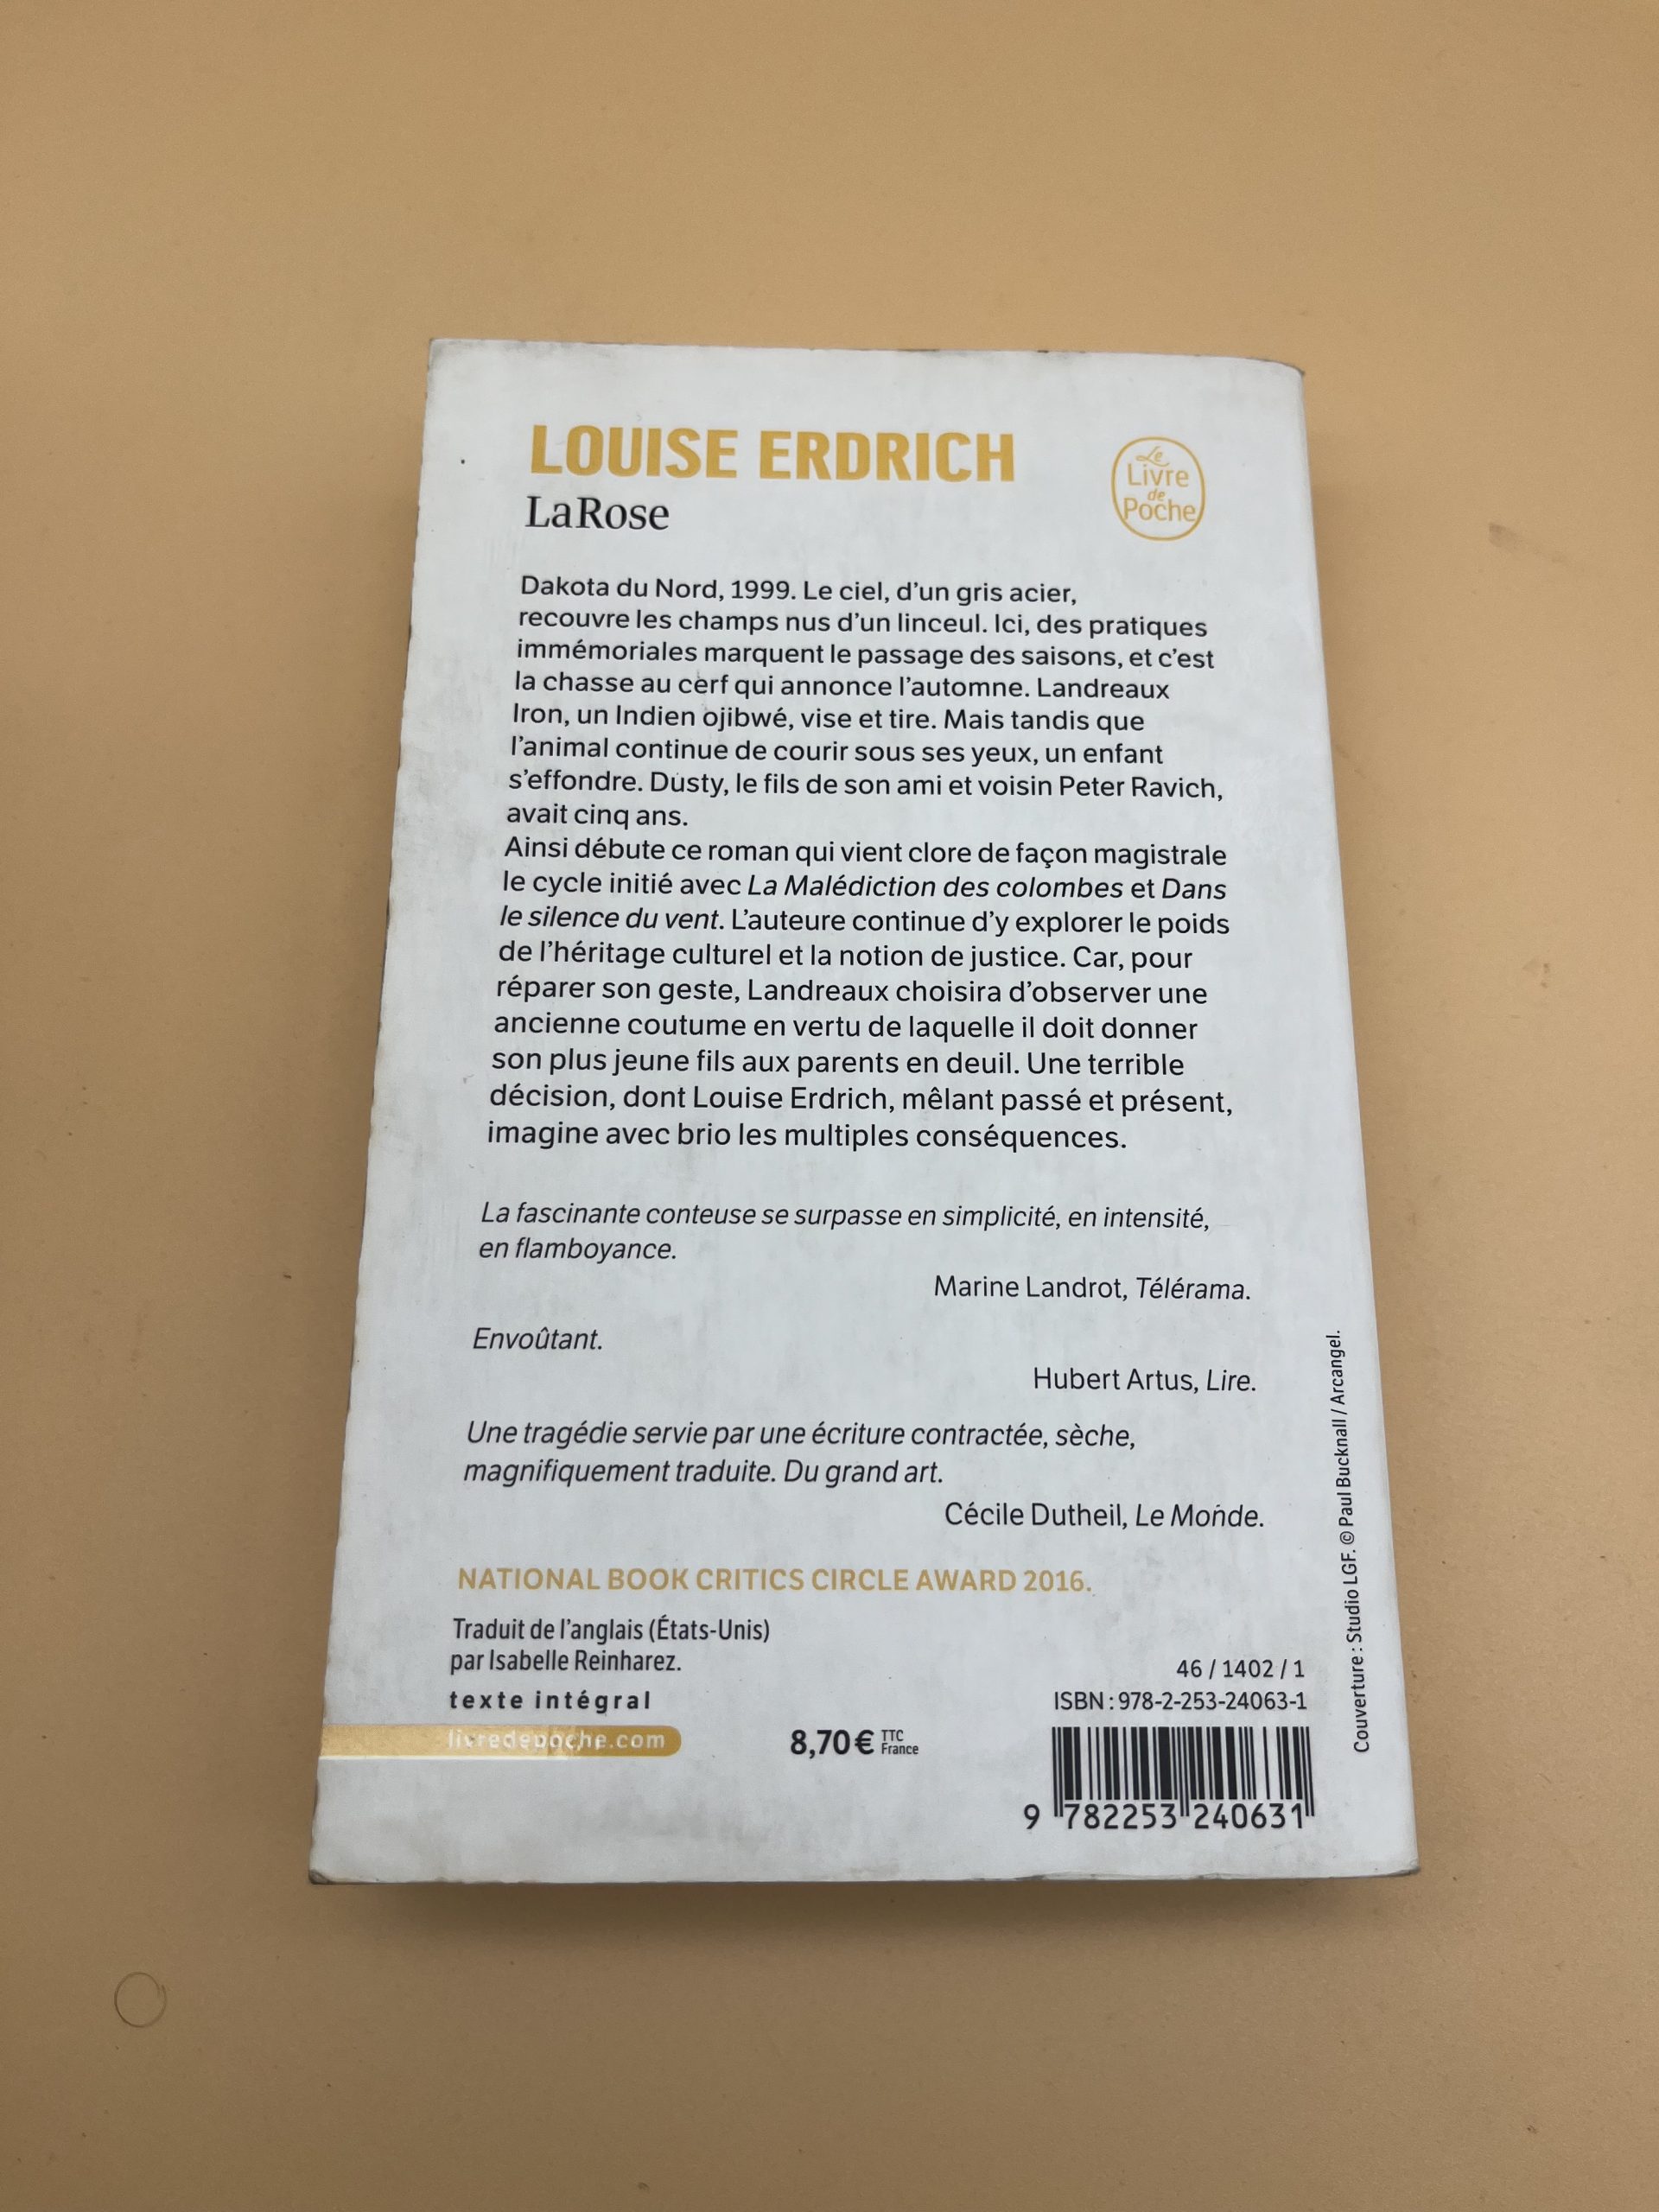 LOUISE ERDRICH
LaRose
Le
Livre
de
Poche
Dakota du Nord, 1999. Le ciel, d’un gris acier,
recouvre les champs nus d’un linceul. Ici, des pratiques
immémoriales marquent le passage des saisons, et c’est
la chasse au cerf qui annonce l’automne. Landreaux
Iron, un Indien ojibwé, vise et tire. Mais tandis que
l’animal continue de courir sous ses yeux, un enfant
s’effondre. Dusty, le fils de son ami et voisin Peter Ravich,
avait cinq ans.
Ainsi débute ce roman qui vient clore de façon magistrale
le cycle initié avec La Malédiction des colombes et Dans
le silence du vent. L’auteure continue d’y explorer le poids
de l’héritage culturel et la notion de justice. Car, pour
réparer son geste, Landreaux choisira d’observer une
ancienne coutume en vertu de laquelle il doit donner
son plus jeune fils aux parents en deuil. Une terrible
décision, dont Louise Erdrich, mêlant passé et présent,
imagine avec brio les multiples conséquences.
La fascinante conteuse se surpasse en simplicité, en intensité,
en flamboyance.
Marine Landrot, Télérama.
Envoûtant.
Hubert Artus, Lire.
Une tragédie servie par une écriture contractée, sèche,
magnifiquement traduite. Du grand art.
Cécile Dutheil, Le Monde.
NATIONAL BOOK CRITICS CIRCLE AWARD 2016.
Traduit de l’anglais (États-Unis)
par Isabelle Reinharez.
texte intégral
livredepoche.com
8,70 € TTC
France
46 / 1402 / 1
ISBN : 978-2-253-24063-1
9 782253 240631
Couverture : Studio LGF. © Paul Bucknall / Arcangel.